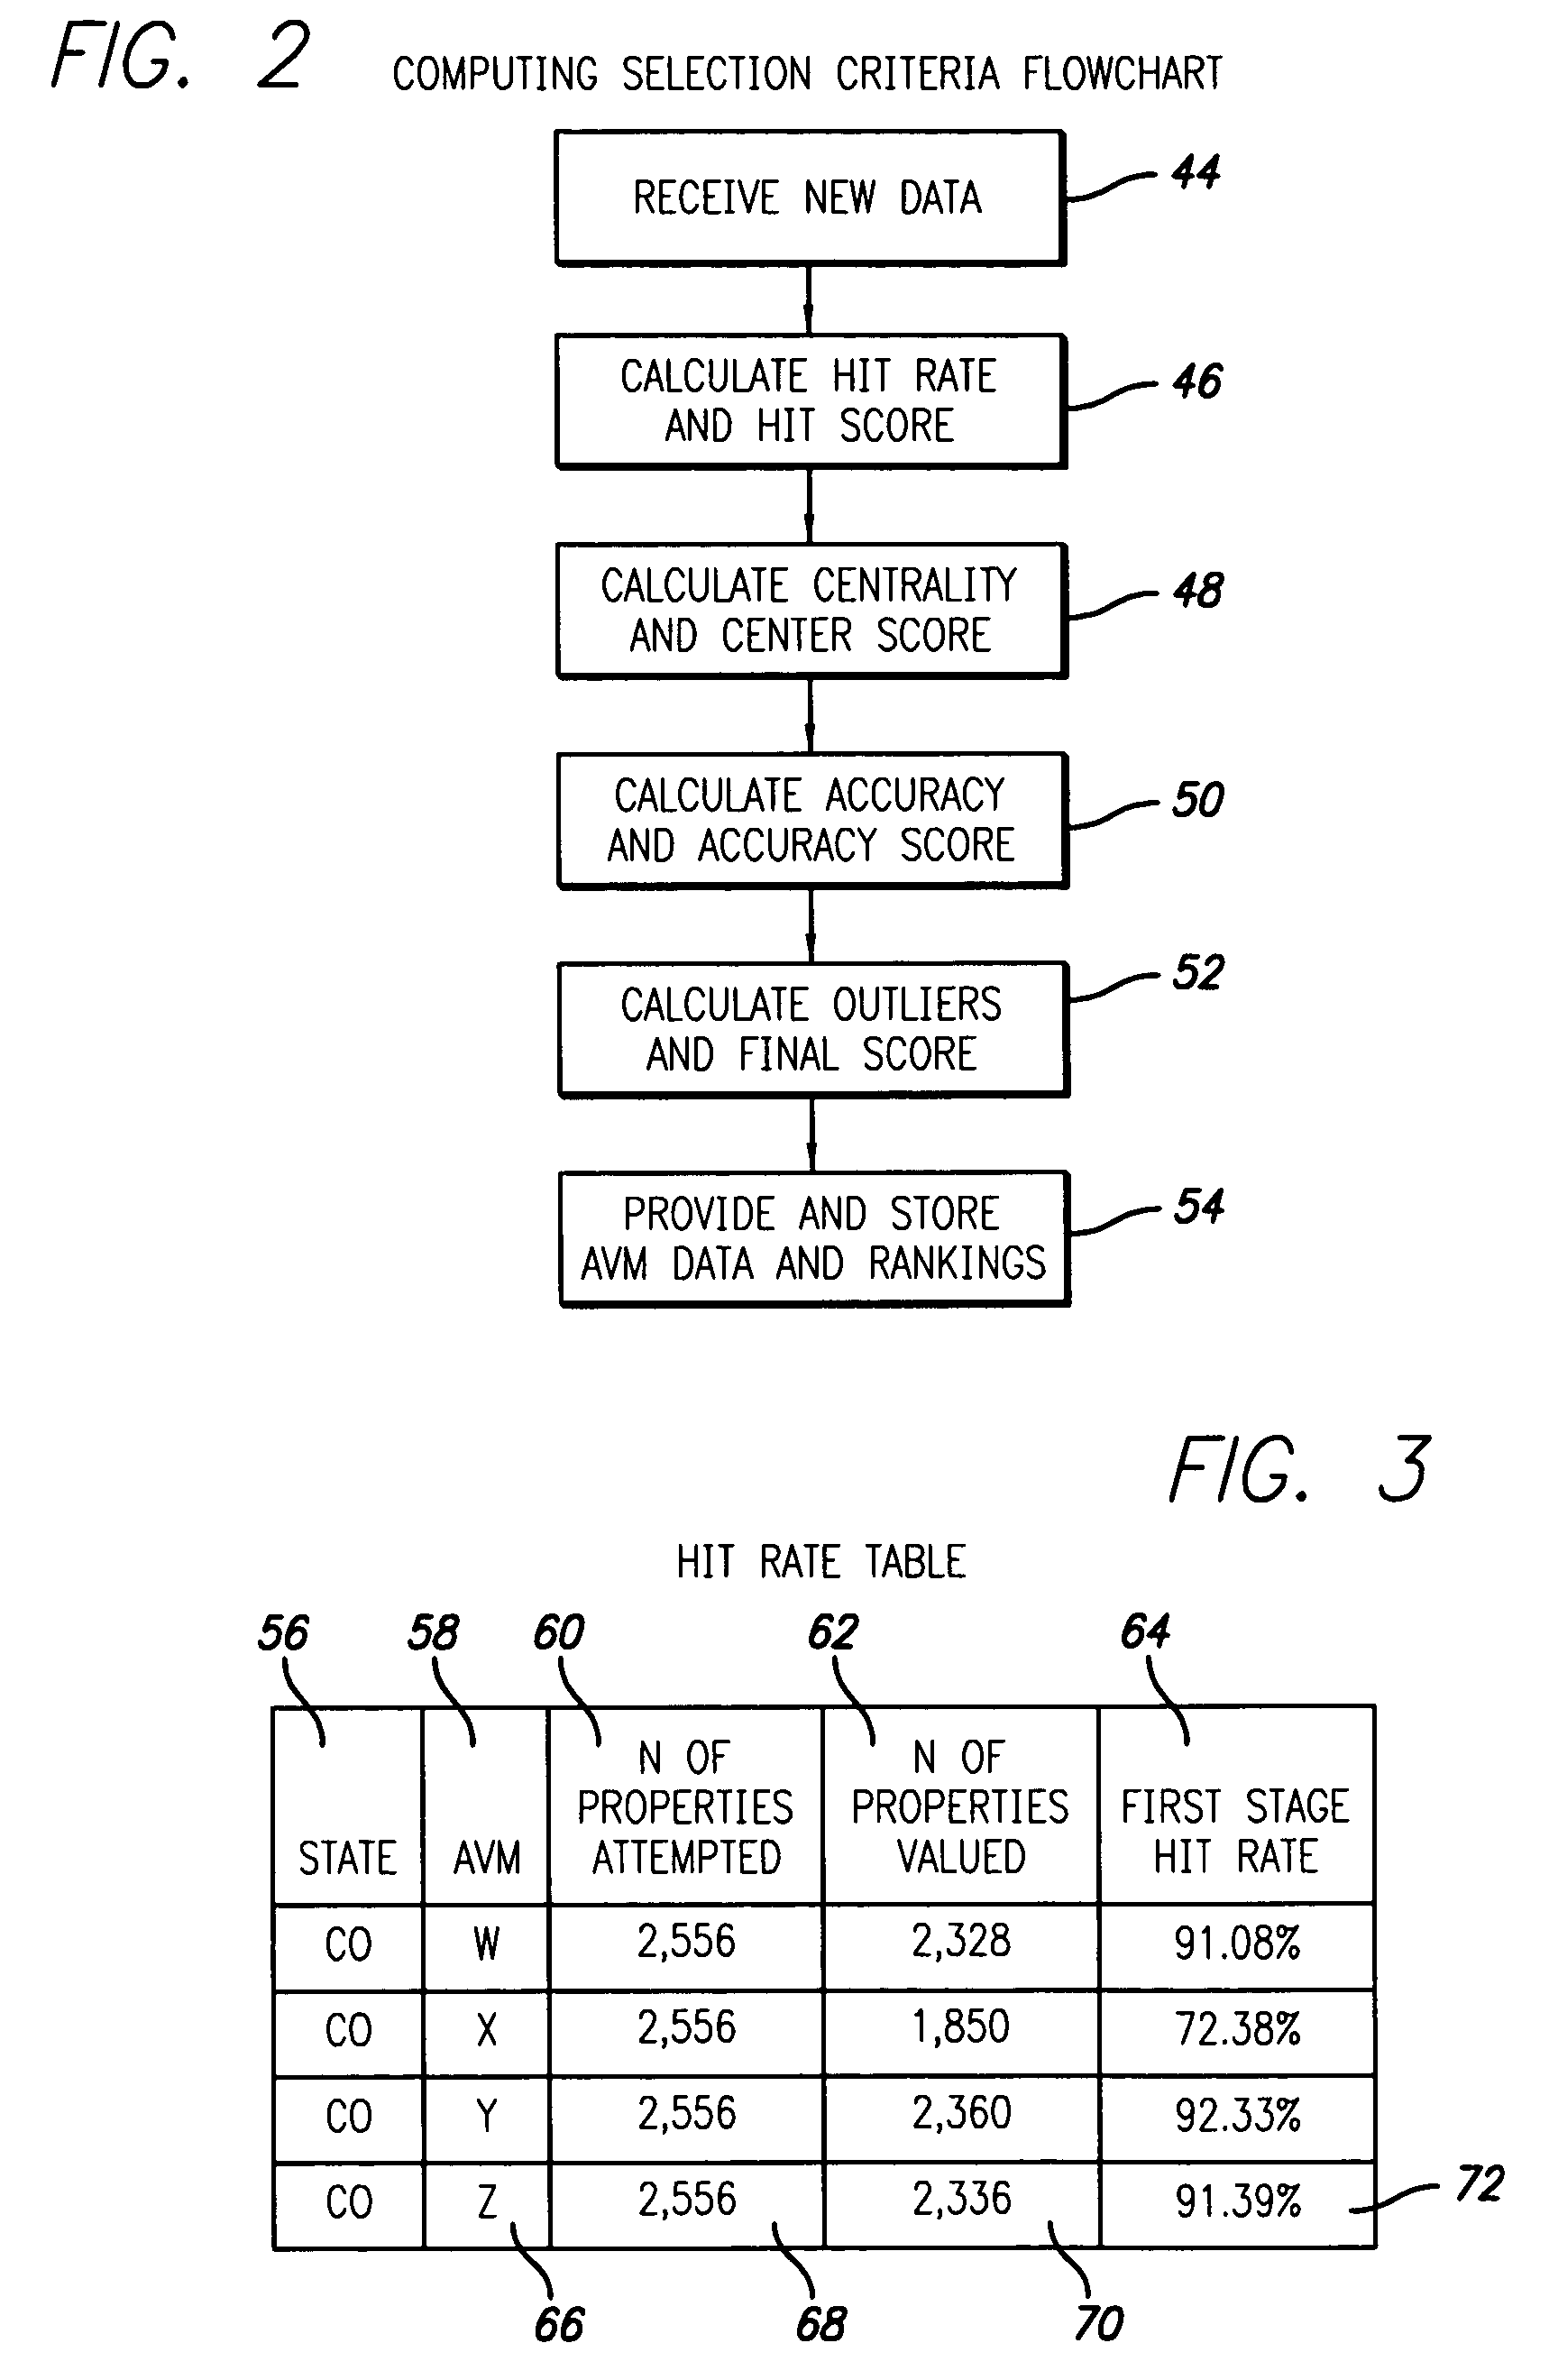 FIG. 2
COMPUTING SELECTION CRITERIA FLOWCHART
RECEIVE NEW DATA
44
CALCULATE HIT RATE
AND HIT SCORE
46
CALCULATE CENTRALITY
AND CENTER SCORE
48
CALCULATE ACCURACY
AND ACCURACY SCORE
50
CALCULATE OUTLIERS
AND FINAL SCORE
52
PROVIDE AND STORE
AVM DATA AND RANKINGS
54
FIG. 3
HIT RATE TABLE
56 58 60 62 64
STATE
AVM
N OF
PROPERTIES
ATTEMPTED
N OF
PROPERTIES
VALUED
FIRST STAGE
HIT RATE
CO W 2,556 2,328 91.08%
CO X 2,556 1,850 72.38%
CO Y 2,556 2,360 92.33%
CO Z 2,556 2,336 91.39%
72
66 68 70